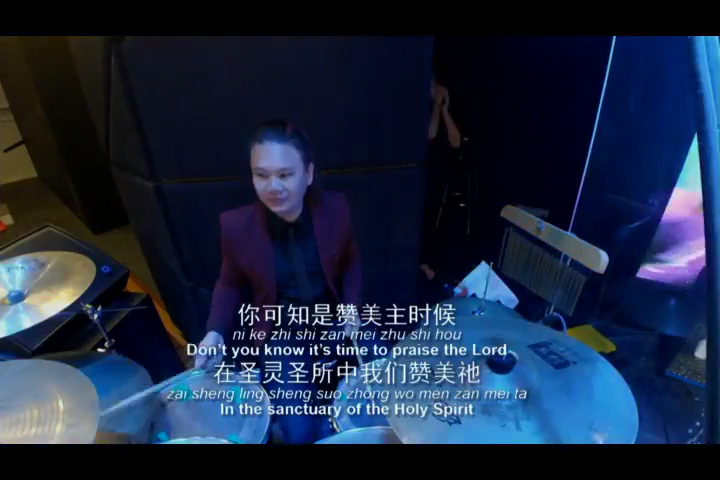 你可知是赞美主时候
ni ke zhi shi zan mei zhu shi hou
Don't you know it's time to praise the Lord
在圣灵圣所中我们赞美祂
zai sheng ling sheng suo zhong wo men zan mei ta
In the sanctuary of the Holy Spirit